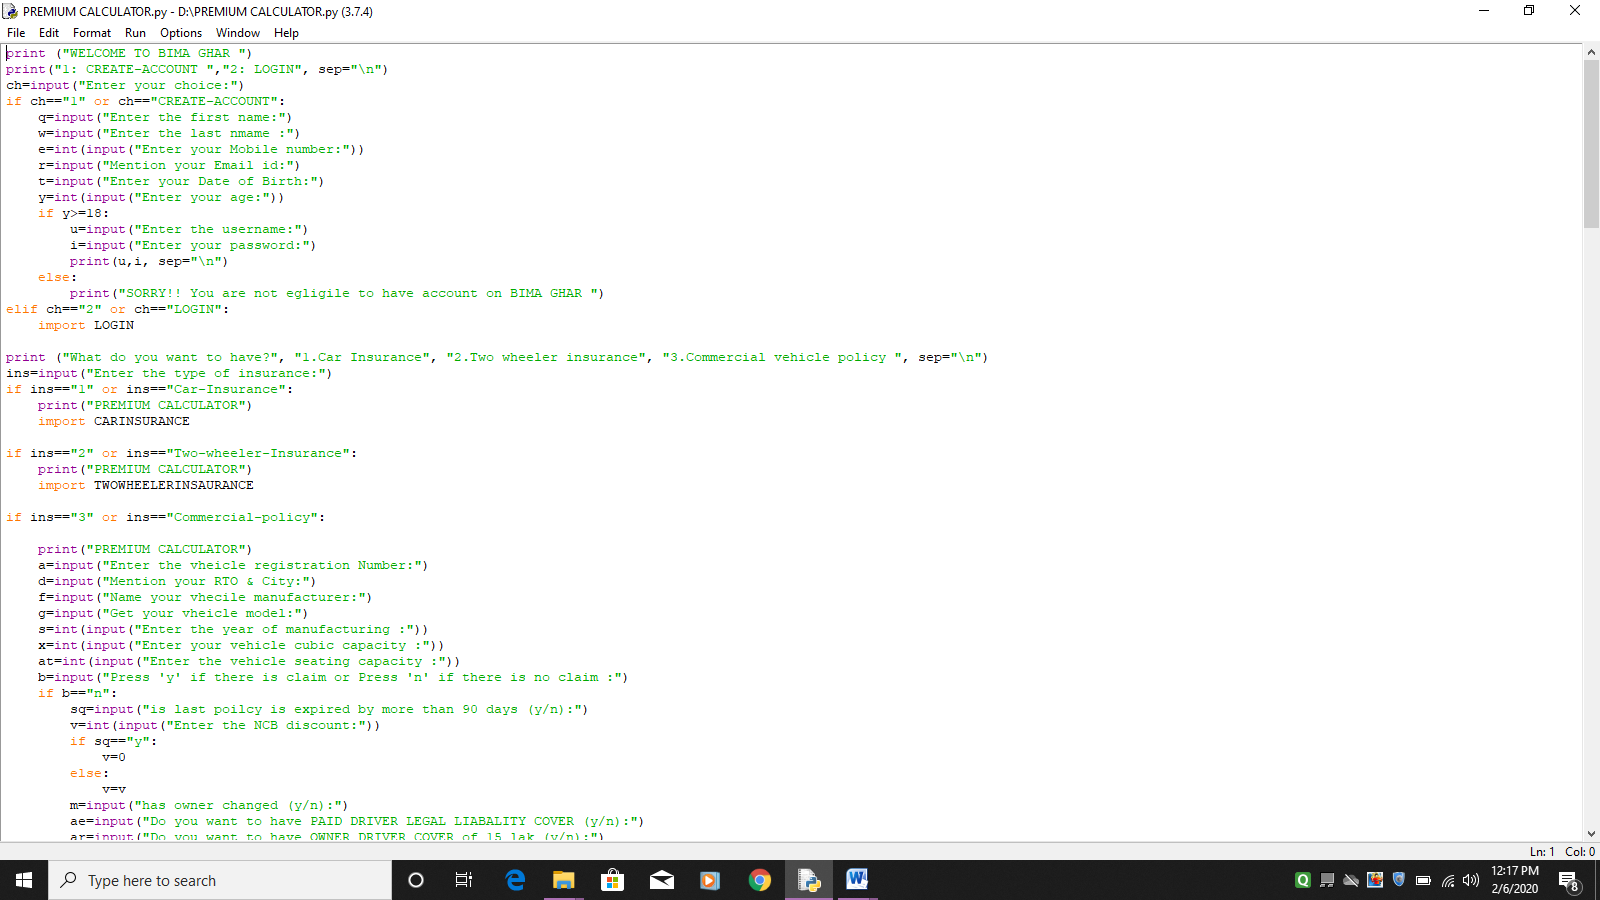 PREMIUM CALCULATOR.py - D:\PREMIUM CALCULATOR.py (3.7.4)
File Edit Format Run Options Window Help
print ("WELCOME TO BIMA GHAR ")
print("1: CREATE-ACCOUNT ","2: LOGIN", sep="\n")
ch=input("Enter your choice:")
if ch=="1" or ch=="CREATE-ACCOUNT":
    q=input("Enter the first name:")
    w=input("Enter the last nmame :")
    e=int(input("Enter your Mobile number:"))
    r=input("Mention your Email id:")
    t=input("Enter your Date of Birth:")
    y=int(input("Enter your age:"))
    if y>=18:
        u=input("Enter the username:")
        i=input("Enter your password:")
        print(u,i, sep="\n")
    else:
        print("SORRY!! You are not egligile to have account on BIMA GHAR ")
elif ch=="2" or ch=="LOGIN":
    import LOGIN
print ("What do you want to have?", "1.Car Insurance", "2.Two wheeler insurance", "3.Commercial vehicle policy ", sep="\n")
ins=input("Enter the type of insurance:")
if ins=="1" or ins=="Car-Insurance":
    print("PREMIUM CALCULATOR")
    import CARINSURANCE
if ins=="2" or ins=="Two-wheeler-Insurance":
    print("PREMIUM CALCULATOR")
    import TWOWHEELERINSAURANCE
if ins=="3" or ins=="Commercial-policy":
    print("PREMIUM CALCULATOR")
    a=input("Enter the vheicle registration Number:")
    d=input("Mention your RTO & City:")
    f=input("Name your vhecile manufacturer:")
    g=input("Get your vheicle model:")
    s=int(input("Enter the year of manufacturing :"))
    x=int(input("Enter your vehicle cubic capacity :"))
    at=int(input("Enter the vehicle seating capacity :"))
    b=input("Press 'y' if there is claim or Press 'n' if there is no claim :")
    if b=="n":
        sq=input("is last poilcy is expired by more than 90 days (y/n):")
        v=int(input("Enter the NCB discount:"))
        if sq=="y":
            v=0
        else:
            v=v
        m=input("has owner changed (y/n):")
        ae=input("Do you want to have PAID DRIVER LEGAL LIABALITY COVER (y/n):")
        ar=input("Do you want to have OWNER DRIVER COVER of 15 lak (y/n):")
Ln: 1 Col: 0
Type here to search
12:17 PM
2/6/2020
8